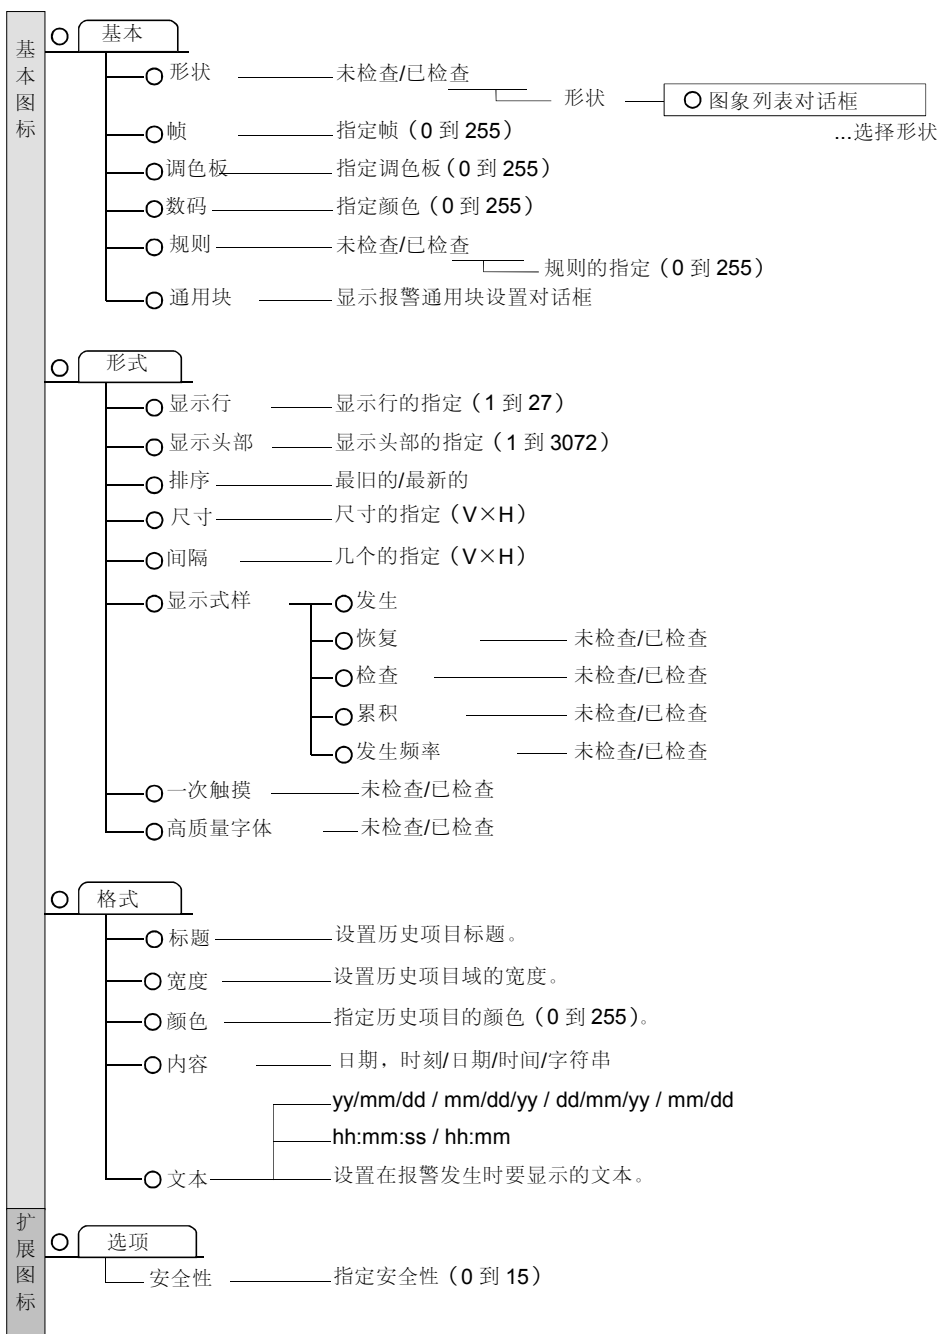 基本图标
基本
形状 未检查/已检查
形状 图象列表对话框
...选择形状
帧 指定帧（0 到 255）
调色板 指定调色板（0 到 255）
数码 指定颜色（0 到 255）
规则 未检查/已检查
规则的指定（0 到 255）
通用块 显示报警通用块设置对话框
形式
显示行 显示行的指定（1 到 27）
显示头部 显示头部的指定（1 到 3072）
排序 最旧的/最新的
尺寸 尺寸的指定（V×H）
间隔 几个的指定（V×H）
显示式样 发生
恢复 未检查/已检查
检查 未检查/已检查
累积 未检查/已检查
发生频率 未检查/已检查
一次触摸 未检查/已检查
高质量字体 未检查/已检查
格式
标题 设置历史项目标题。
宽度 设置历史项目域的宽度。
颜色 指定历史项目的颜色（0 到 255）。
内容 日期，时刻/日期/时间/字符串
yy/mm/dd / mm/dd/yy / dd/mm/yy / mm/dd
hh:mm:ss / hh:mm
文本 设置在报警发生时要显示的文本。
扩展图标
选项
安全性 指定安全性（0 到 15）